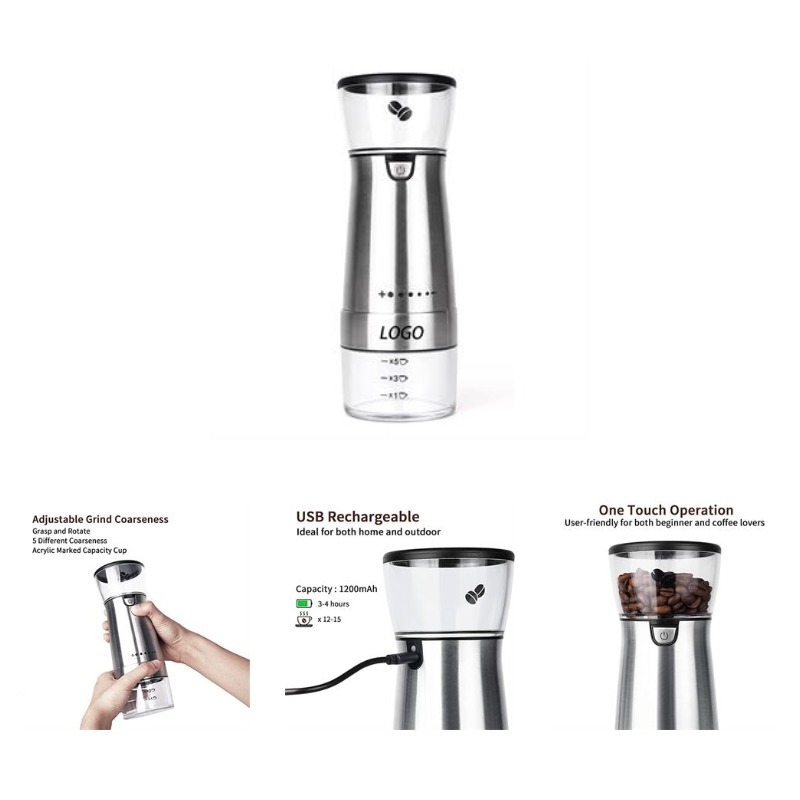 LOGO
x5
x3
x1
Adjustable Grind Coarseness
Grasp and Rotate
5 Different Coarseness
Acrylic Marked Capacity Cup
USB Rechargeable
Ideal for both home and outdoor
Capacity : 1200mAh
3-4 hours
x 12-15
One Touch Operation
User-friendly for both beginner and coffee lovers